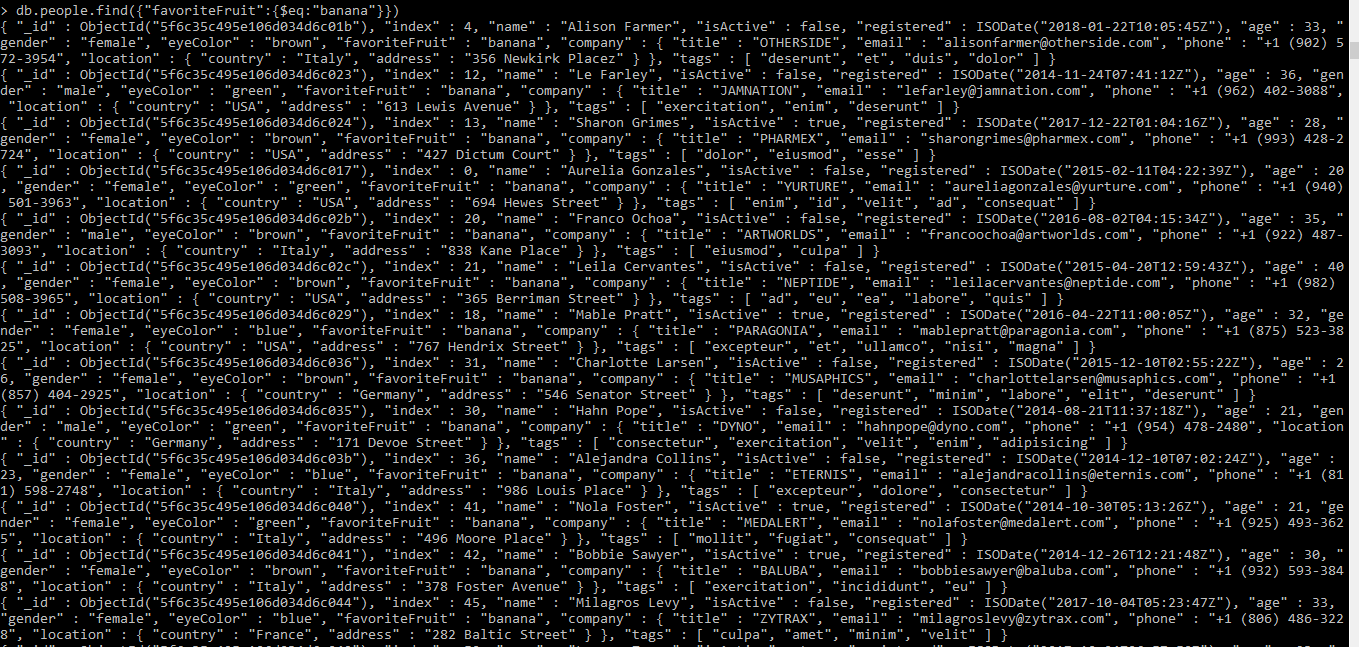 > db.people.find({"favoriteFruit":{$eq:"banana"}})
{ "_id" : ObjectId("5f6c35c495e106d034d6c01b"), "index" : 4, "name" : "Alison Farmer", "isActive" : false, "registered" : ISODate("2018-01-22T10:05:45Z"), "age" : 33, "
gender" : "female", "eyeColor" : "brown", "favoriteFruit" : "banana", "company" : { "title" : "OTHERSIDE", "email" : "alisonfarmer@otherside.com", "phone" : "+1 (902) 5
72-3954", "location" : { "country" : "Italy", "address" : "356 Newkirk Placez" } }, "tags" : [ "deserunt", "et", "duis", "dolor" ] }
{ "_id" : ObjectId("5f6c35c495e106d034d6c023"), "index" : 12, "name" : "Le Farley", "isActive" : false, "registered" : ISODate("2014-11-24T07:41:12Z"), "age" : 36, "gen
der" : "male", "eyeColor" : "green", "favoriteFruit" : "banana", "company" : { "title" : "JAMNATION", "email" : "lefarley@jamnation.com", "phone" : "+1 (962) 402-3088",
 "location" : { "country" : "USA", "address" : "613 Lewis Avenue" } }, "tags" : [ "exercitation", "enim", "deserunt" ] }
{ "_id" : ObjectId("5f6c35c495e106d034d6c024"), "index" : 13, "name" : "Sharon Grimes", "isActive" : true, "registered" : ISODate("2017-12-22T01:04:16Z"), "age" : 28, "
gender" : "female", "eyeColor" : "brown", "favoriteFruit" : "banana", "company" : { "title" : "PHARMEX", "email" : "sharongrimes@pharmex.com", "phone" : "+1 (993) 428-2
724", "location" : { "country" : "USA", "address" : "427 Dictum Court" } }, "tags" : [ "dolor", "eiusmod", "esse" ] }
{ "_id" : ObjectId("5f6c35c495e106d034d6c017"), "index" : 0, "name" : "Aurelia Gonzales", "isActive" : false, "registered" : ISODate("2015-02-11T04:22:39Z"), "age" : 20
, "gender" : "female", "eyeColor" : "green", "favoriteFruit" : "banana", "company" : { "title" : "YURTURE", "email" : "aureliagonzales@yurture.com", "phone" : "+1 (940)
 501-3963", "location" : { "country" : "USA", "address" : "694 Hewes Street" } }, "tags" : [ "enim", "id", "velit", "ad", "consequat" ] }
{ "_id" : ObjectId("5f6c35c495e106d034d6c02b"), "index" : 20, "name" : "Franco Ochoa", "isActive" : false, "registered" : ISODate("2016-08-02T04:15:34Z"), "age" : 35, "
gender" : "male", "eyeColor" : "brown", "favoriteFruit" : "banana", "company" : { "title" : "ARTWORLDS", "email" : "francoochoa@artworlds.com", "phone" : "+1 (922) 487-
3093", "location" : { "country" : "Italy", "address" : "838 Kane Place" } }, "tags" : [ "eiusmod", "culpa" ] }
{ "_id" : ObjectId("5f6c35c495e106d034d6c02c"), "index" : 21, "name" : "Leila Cervantes", "isActive" : false, "registered" : ISODate("2015-04-20T12:59:43Z"), "age" : 40
, "gender" : "female", "eyeColor" : "brown", "favoriteFruit" : "banana", "company" : { "title" : "NEPTIDE", "email" : "leilacervantes@neptide.com", "phone" : "+1 (982)
508-3965", "location" : { "country" : "USA", "address" : "365 Berriman Street" } }, "tags" : [ "ad", "eu", "ea", "labore", "quis" ] }
{ "_id" : ObjectId("5f6c35c495e106d034d6c029"), "index" : 18, "name" : "Mable Pratt", "isActive" : true, "registered" : ISODate("2016-04-22T11:00:05Z"), "age" : 32, "ge
nder" : "female", "eyeColor" : "blue", "favoriteFruit" : "banana", "company" : { "title" : "PARAGONIA", "email" : "mablepratt@paragonia.com", "phone" : "+1 (875) 523-38
25", "location" : { "country" : "USA", "address" : "767 Hendrix Street" } }, "tags" : [ "excepteur", "et", "ullamco", "nisi", "magna" ] }
{ "_id" : ObjectId("5f6c35c495e106d034d6c036"), "index" : 31, "name" : "Charlotte Larsen", "isActive" : false, "registered" : ISODate("2015-12-10T02:55:22Z"), "age" : 2
6, "gender" : "female", "eyeColor" : "brown", "favoriteFruit" : "banana", "company" : { "title" : "MUSAPHICS", "email" : "charlottelarsen@musaphics.com", "phone" : "+1
(857) 404-2925", "location" : { "country" : "Germany", "address" : "546 Senator Street" } }, "tags" : [ "deserunt", "minim", "labore", "elit", "deserunt" ] }
{ "_id" : ObjectId("5f6c35c495e106d034d6c035"), "index" : 30, "name" : "Hahn Pope", "isActive" : false, "registered" : ISODate("2014-08-21T11:37:18Z"), "age" : 21, "gen
der" : "male", "eyeColor" : "green", "favoriteFruit" : "banana", "company" : { "title" : "DYNO", "email" : "hahnpope@dyno.com", "phone" : "+1 (954) 478-2480", "location
" : { "country" : "Germany", "address" : "171 Devoe Street" } }, "tags" : [ "consectetur", "exercitation", "velit", "enim", "adipisicing" ] }
{ "_id" : ObjectId("5f6c35c495e106d034d6c03b"), "index" : 36, "name" : "Alejandra Collins", "isActive" : false, "registered" : ISODate("2014-12-10T07:02:24Z"), "age" :
23, "gender" : "female", "eyeColor" : "blue", "favoriteFruit" : "banana", "company" : { "title" : "ETERNIS", "email" : "alejandracollins@eternis.com", "phone" : "+1 (81
1) 598-2748", "location" : { "country" : "Italy", "address" : "986 Louis Place" } }, "tags" : [ "excepteur", "dolore", "consectetur" ] }
{ "_id" : ObjectId("5f6c35c495e106d034d6c040"), "index" : 41, "name" : "Nola Foster", "isActive" : true, "registered" : ISODate("2014-10-30T05:13:26Z"), "age" : 21, "ge
nder" : "female", "eyeColor" : "green", "favoriteFruit" : "banana", "company" : { "title" : "MEDALERT", "email" : "nolafoster@medalert.com", "phone" : "+1 (925) 493-362
5", "location" : { "country" : "Italy", "address" : "496 Moore Place" } }, "tags" : [ "mollit", "fugiat", "consequat" ] }
{ "_id" : ObjectId("5f6c35c495e106d034d6c041"), "index" : 42, "name" : "Bobbie Sawyer", "isActive" : true, "registered" : ISODate("2014-12-26T12:21:48Z"), "age" : 30, "
gender" : "female", "eyeColor" : "brown", "favoriteFruit" : "banana", "company" : { "title" : "BALUBA", "email" : "bobbiesawyer@baluba.com", "phone" : "+1 (932) 593-384
8", "location" : { "country" : "Italy", "address" : "378 Foster Avenue" } }, "tags" : [ "exercitation", "incididunt", "eu" ] }
{ "_id" : ObjectId("5f6c35c495e106d034d6c044"), "index" : 45, "name" : "Milagros Levy", "isActive" : false, "registered" : ISODate("2017-10-04T05:23:47Z"), "age" : 33,
"gender" : "female", "eyeColor" : "blue", "favoriteFruit" : "banana", "company" : { "title" : "ZYTRAX", "email" : "milagroslevy@zytrax.com", "phone" : "+1 (806) 486-322
8", "location" : { "country" : "France", "address" : "282 Baltic Street" } }, "tags" : [ "culpa", "amet", "minim", "velit" ] }